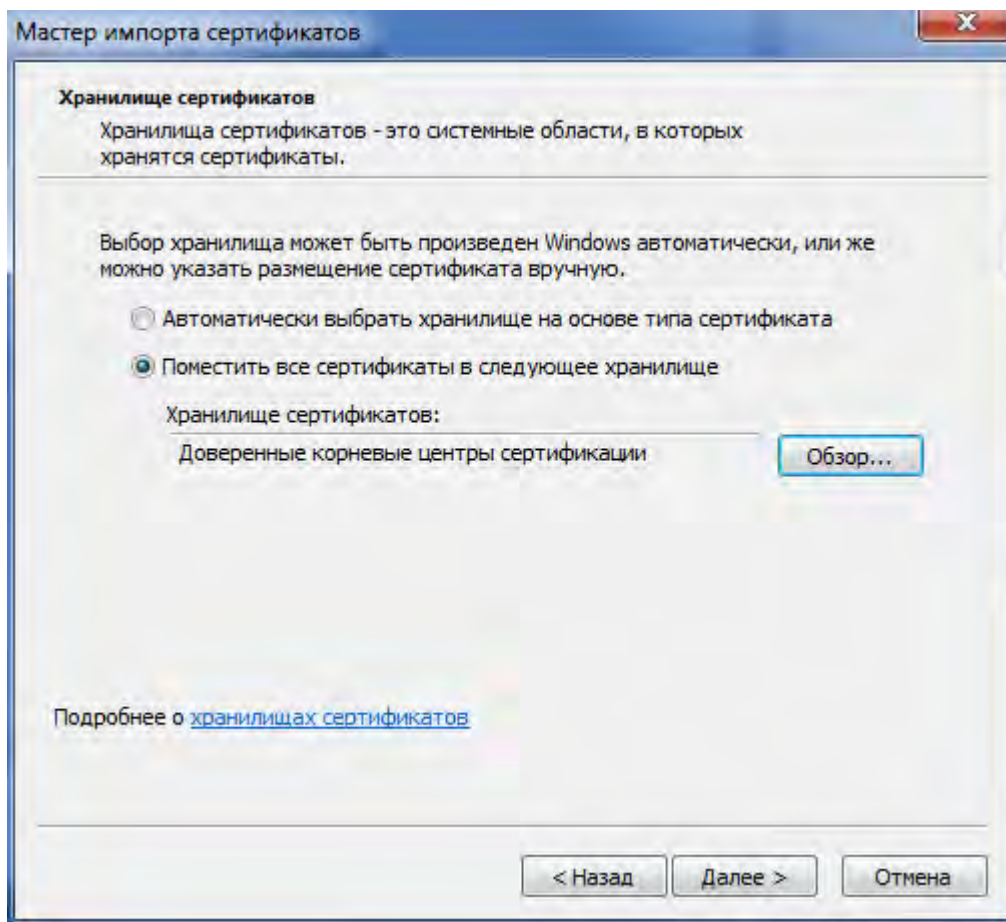 Мастер импорта сертификатов
Хранилище сертификатов
Хранилища сертификатов - это системные области, в которых
хранятся сертификаты.
Выбор хранилища может быть произведен Windows автоматически, или же
можно указать размещение сертификата вручную.
Автоматически выбрать хранилище на основе типа сертификата
Поместить все сертификаты в следующее хранилище
Хранилище сертификатов:
Доверенные корневые центры сертификации
Обзор...
Подробнее о хранилищах сертификатов
< Назад
Далее >
Отмена